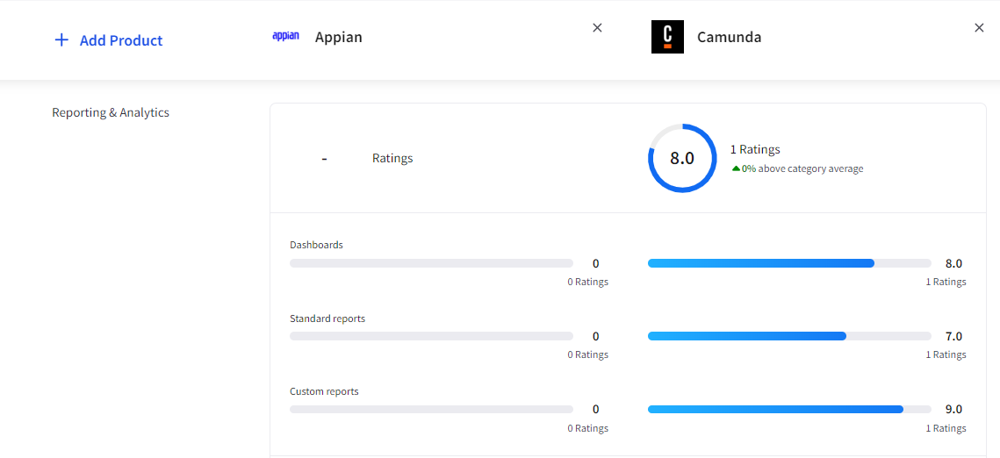 + Add Product
appian Appian
C Camunda
Reporting & Analytics
- Ratings
8.0
1 Ratings
0% above category average
Dashboards
0
0 Ratings
8.0
1 Ratings
Standard reports
0
0 Ratings
7.0
1 Ratings
Custom reports
0
0 Ratings
9.0
1 Ratings